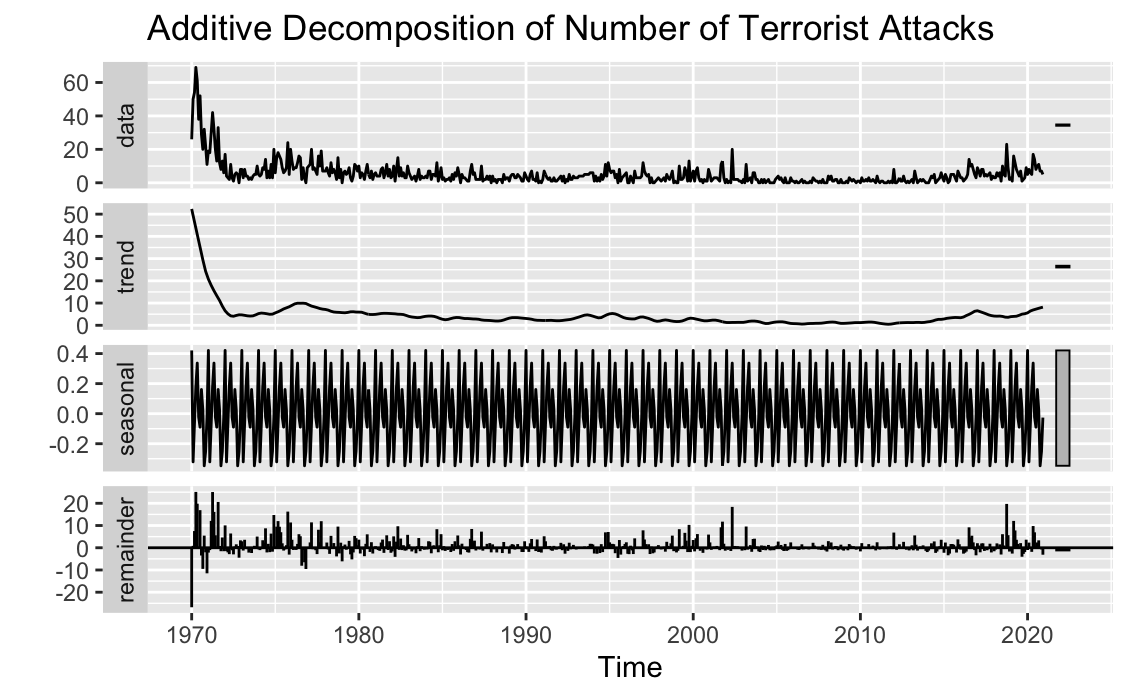 Additive Decomposition of Number of Terrorist Attacks
data
60
40
20
0
trend
50
40
30
20
10
0
seasonal
0.4
0.2
0.0
-0.2
remainder
20
10
0
-10
-20
1970 1980 1990 2000 2010 2020
Time